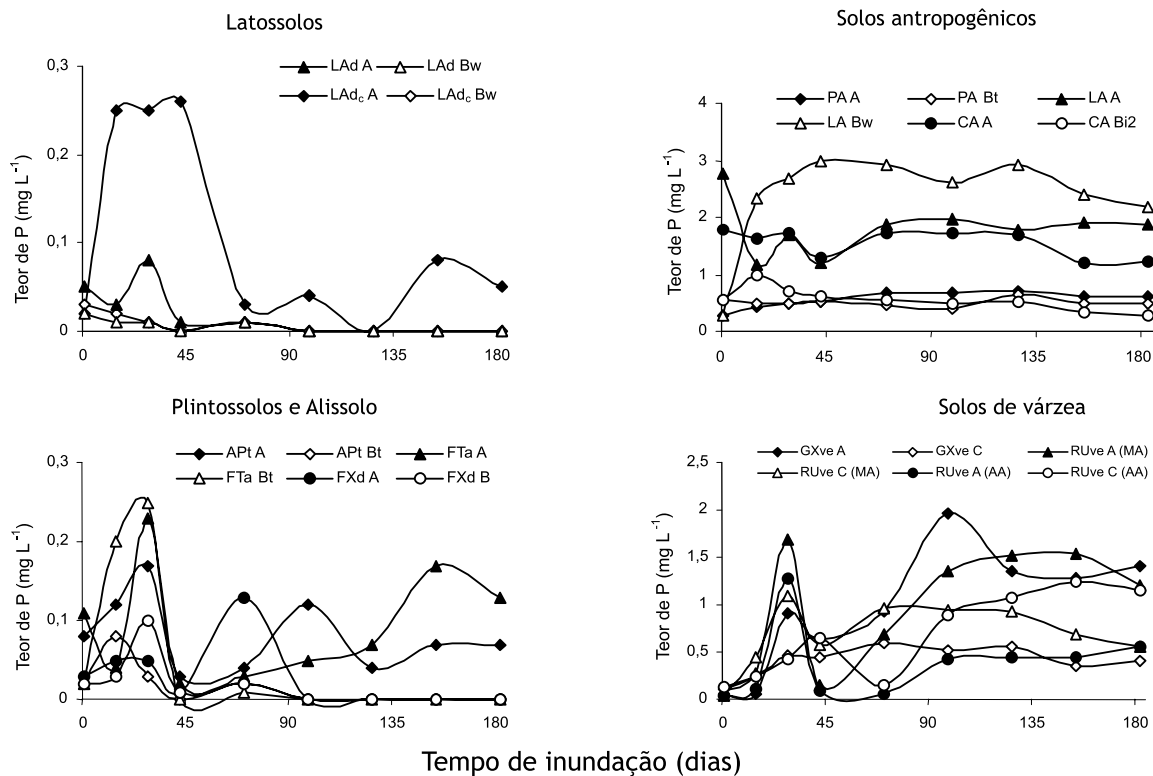 Latossolos
LAd A
LAd Bw
LAdc A
LAdc Bw
Teor de P (mg L-1)
0,3
0,2
0,1
0
0
45
90
135
180
Solos antropogênicos
PA A
PA Bt
LA A
LA Bw
CA A
CA Bi2
Teor de P (mg L-1)
4
3
2
1
0
0
45
90
135
180
Plintossolos e Alissolo
APt A
APt Bt
FTa A
FTa Bt
FXd A
FXd B
Teor de P (mg L-1)
0,3
0,2
0,1
0
0
45
90
135
180
Solos de várzea
GXve A
GXve C
RUve A (MA)
RUve C (MA)
RUve A (AA)
RUve C (AA)
Teor de P (mg L-1)
2,5
2
1,5
1
0,5
0
0
45
90
135
180
Tempo de inundação (dias)